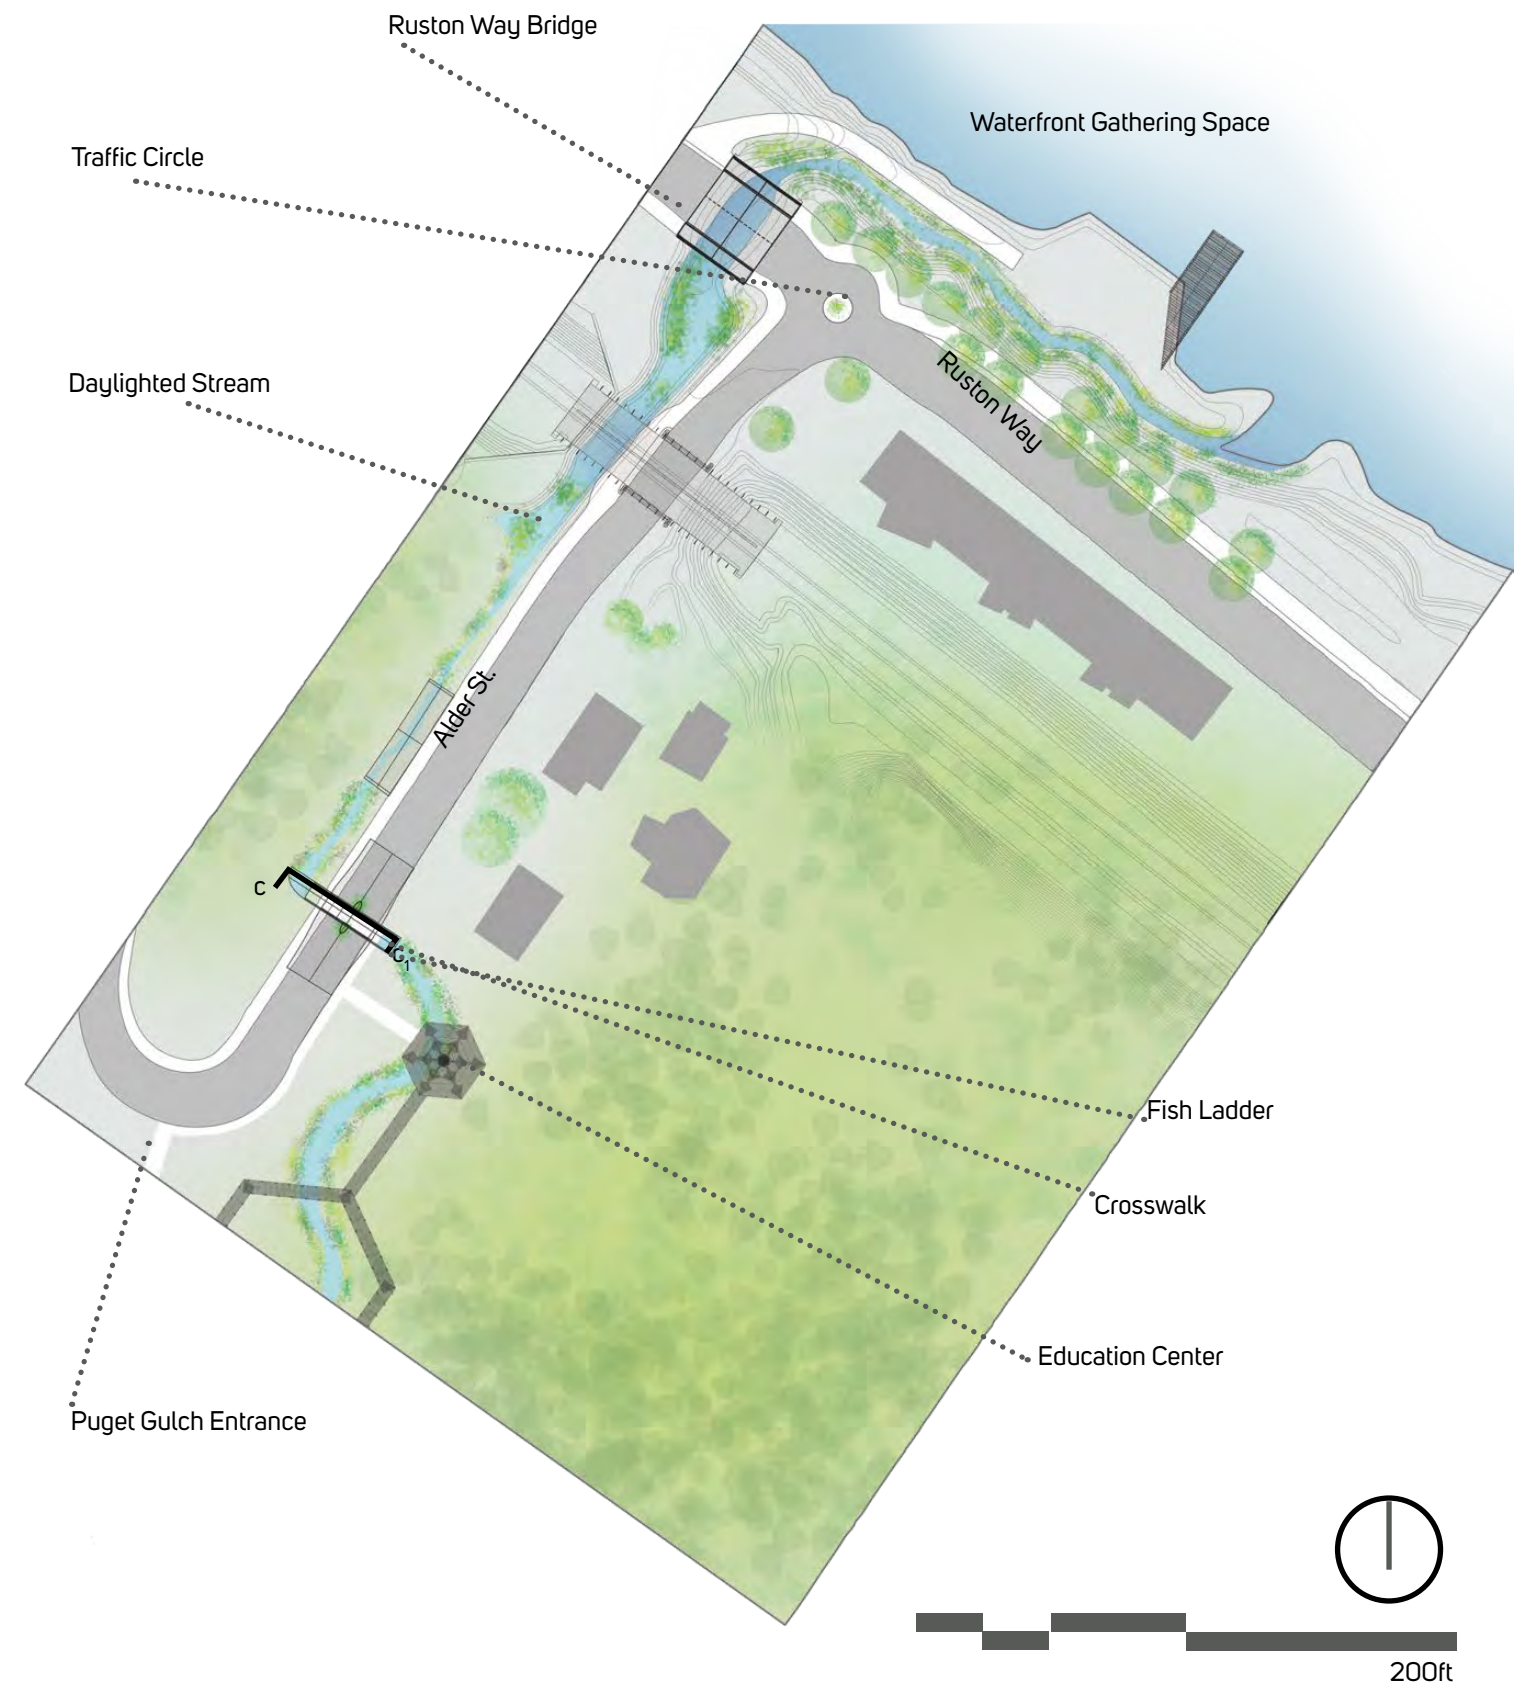 Ruston Way Bridge
Waterfront Gathering Space
Traffic Circle
Daylighted Stream
Ruston Way
Alder St.
C
C1
Fish Ladder
Crosswalk
Education Center
Puget Gulch Entrance
200ft